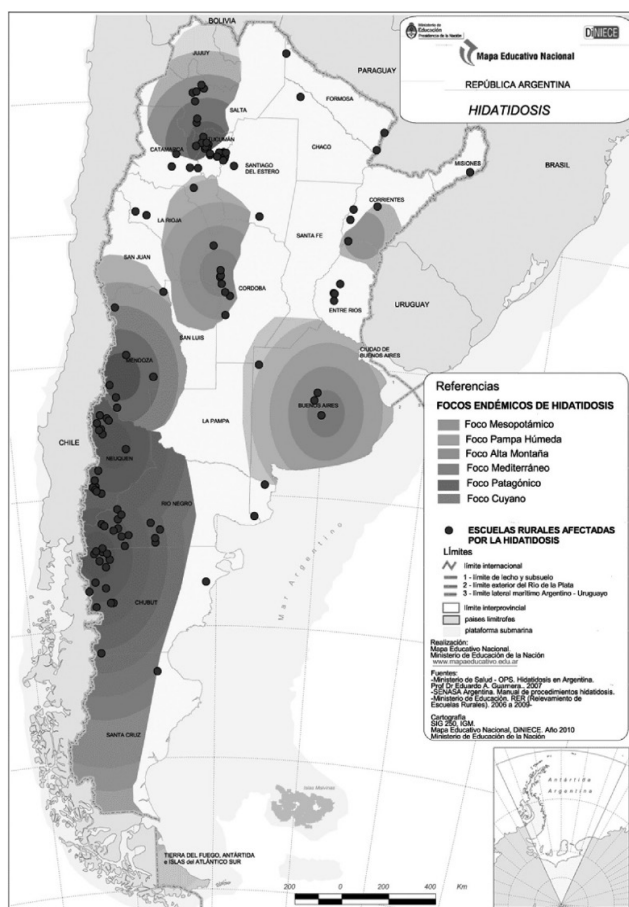 Ministerio de
Educación
Presidencia de la Nación
DiNIECE
Mapa Educativo Nacional
REPÚBLICA ARGENTINA
HIDATIDOSIS
BOLIVIA
JUJUY
PARAGUAY
SALTA
FORMOSA
TUCUMÁN
CHACO
CATAMARCA
SANTIAGO
DEL ESTERO
MISIONES
BRASIL
CORRIENTES
LA RIOJA
SANTA FE
SAN JUAN
CORDOBA
ENTRE RIOS
URUGUAY
SAN LUIS
CIUDAD DE
BUENOS AIRES
MENDOZA
BUENOS AIRES
LA PAMPA
CHILE
NEUQUEN
RIO NEGRO
Mar Argentino
CHUBUT
SANTA CRUZ
Islas Malvinas
TIERRA DEL FUEGO, ANTÁRTIDA
e ISLAS del ATLÁNTICO SUR
Referencias
FOCOS ENDÉMICOS DE HIDATIDOSIS
Foco Mesopotámico
Foco Pampa Húmeda
Foco Alta Montaña
Foco Mediterráneo
Foco Patagónico
Foco Cuyano
ESCUELAS RURALES AFECTADAS
POR LA HIDATIDOSIS
Límites
límite internacional
1 - límite de lecho y subsuelo
2 - límite exterior del Río de la Plata
3 - límite lateral marítimo Argentino - Uruguayo
límite interprovincial
paises limítrofes
plataforma submarina
Realización:
Mapa Educativo Nacional
Ministerio de Educación de la Nación
www.mapaeducativo.edu.ar
Fuentes:
-Ministerio de Salud - OPS. Hidatidosis en Argentina.
Prof Dr Eduardo A. Guarnera.. 2007
-SENASA Argentina. Manual de procedimientos hidatidosis.
-Ministerio de Educación. RER (Relevamiento de
Escuelas Rurales). 2006 a 2009-
Cartografía
SIG 250, IGM.
Mapa Educativo Nacional, DiNIECE. Año 2010
Ministerio de Educación de la Nación
Antártida
Argentina
200 0 200 400 Km